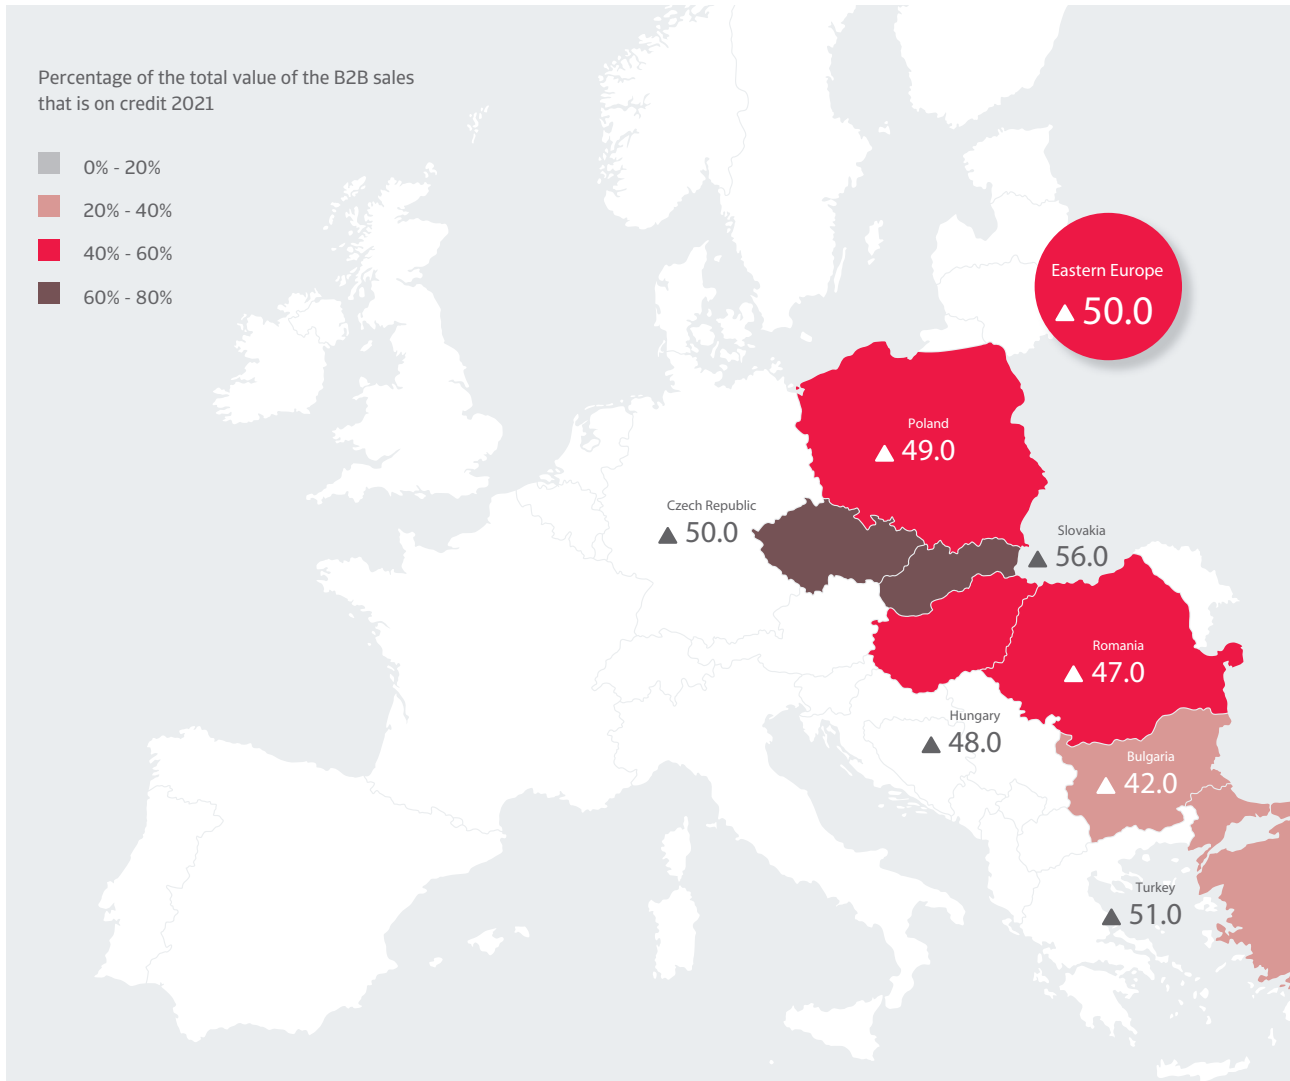 Percentage of the total value of the B2B sales
that is on credit 2021
0% - 20%
20% - 40%
40% - 60%
60% - 80%
Eastern Europe
50.0
Poland
49.0
Czech Republic
50.0
Slovakia
56.0
Romania
47.0
Hungary
48.0
Bulgaria
42.0
Turkey
51.0